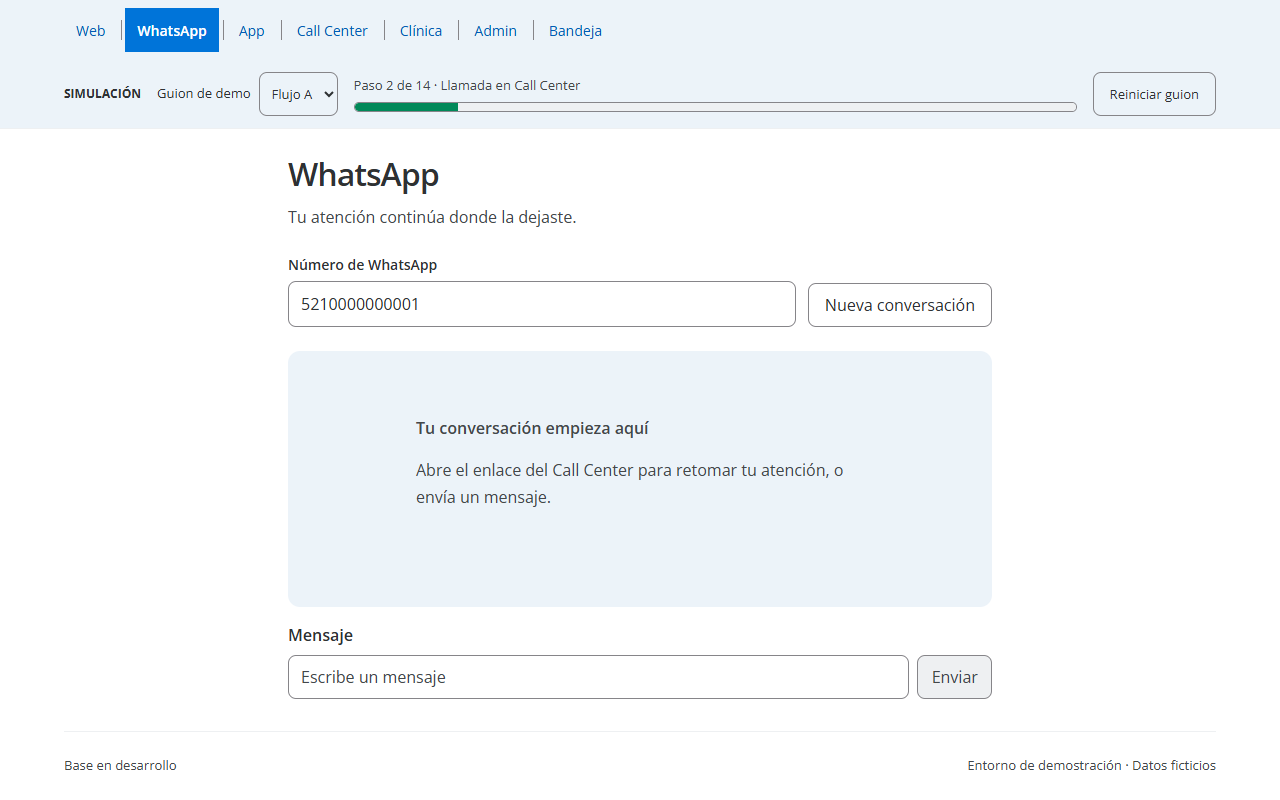 Web
WhatsApp
App
Call Center
Clínica
Admin
Bandeja
SIMULACIÓN
Guion de demo
Flujo A
Paso 2 de 14 · Llamada en Call Center
Reiniciar guion
WhatsApp
Tu atención continúa donde la dejaste.
Número de WhatsApp
5210000000001
Nueva conversación
Tu conversación empieza aquí
Abre el enlace del Call Center para retomar tu atención, o
envía un mensaje.
Mensaje
Escribe un mensaje
Enviar
Base en desarrollo
Entorno de demostración · Datos ficticios